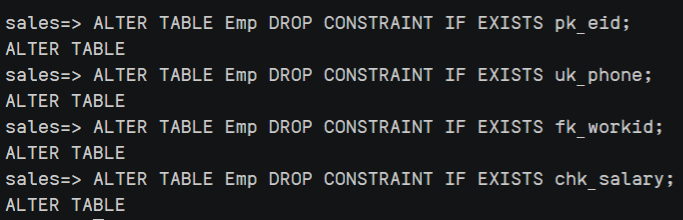 sales=> ALTER TABLE Emp DROP CONSTRAINT IF EXISTS pk_eid;
ALTER TABLE
sales=> ALTER TABLE Emp DROP CONSTRAINT IF EXISTS uk_phone;
ALTER TABLE
sales=> ALTER TABLE Emp DROP CONSTRAINT IF EXISTS fk_workid;
ALTER TABLE
sales=> ALTER TABLE Emp DROP CONSTRAINT IF EXISTS chk_salary;
ALTER TABLE